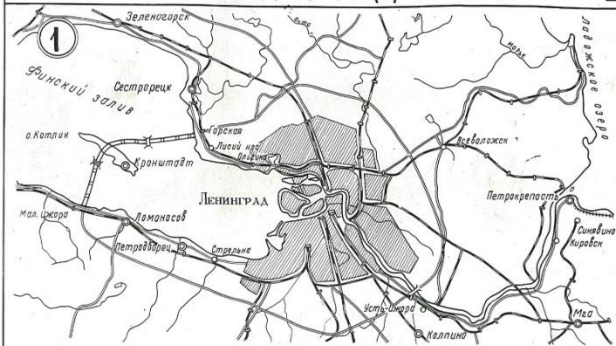 1
Зеленогорск
Сестрорецк
Финский залив
Горская
Лисий нос
Ольгино
о. Котлин
Кронштадт
Ленинград
Всеволожск
Ладожское озеро
Петрокрепость
Синявино
Кировск
Мал. Ижора
Ломоносов
Петродворец
Стрельна
Усть-Ижора
Колпино
Мга